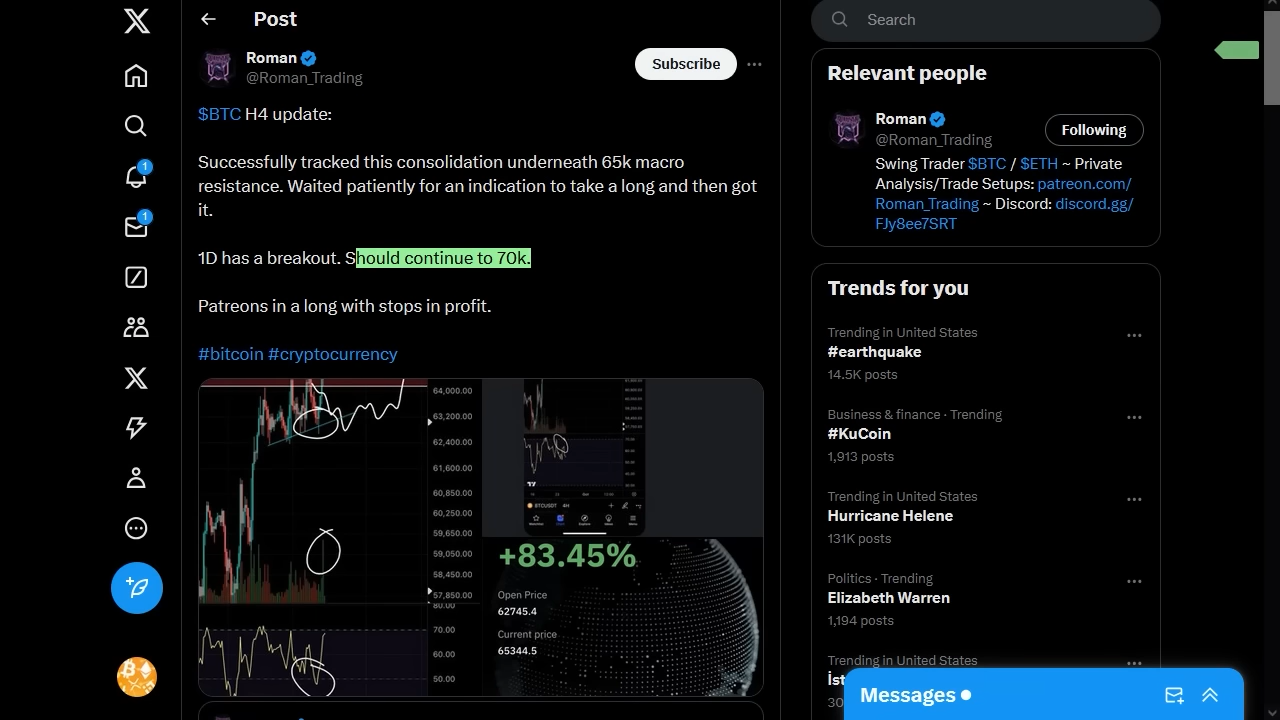 Post
Search
Roman
@Roman_Trading
Subscribe
$BTC H4 update:
Successfully tracked this consolidation underneath 65k macro
resistance. Waited patiently for an indication to take a long and then got
it.
1D has a breakout. Should continue to 70k.
Patreons in a long with stops in profit.
#bitcoin #cryptocurrency
64,000.00
63,200.00
62,400.00
61,600.00
60,850.00
60,250.00
59,650.00
59,050.00
58,450.00
57,850.00
80.00
70.00
60.00
50.00
BTCUSDT 4H
+83.45%
Open Price
62745.4
Current price
65344.5
1
1
Relevant people
Roman
@Roman_Trading
Following
Swing Trader $BTC / $ETH ~ Private
Analysis/Trade Setups: patreon.com/
Roman_Trading ~ Discord: discord.gg/
FJy8ee7SRT
Trends for you
Trending in United States
#earthquake
14.5K posts
Business & finance · Trending
#KuCoin
1,913 posts
Trending in United States
Hurricane Helene
131K posts
Politics · Trending
Elizabeth Warren
1,194 posts
Trending in United States
Messages